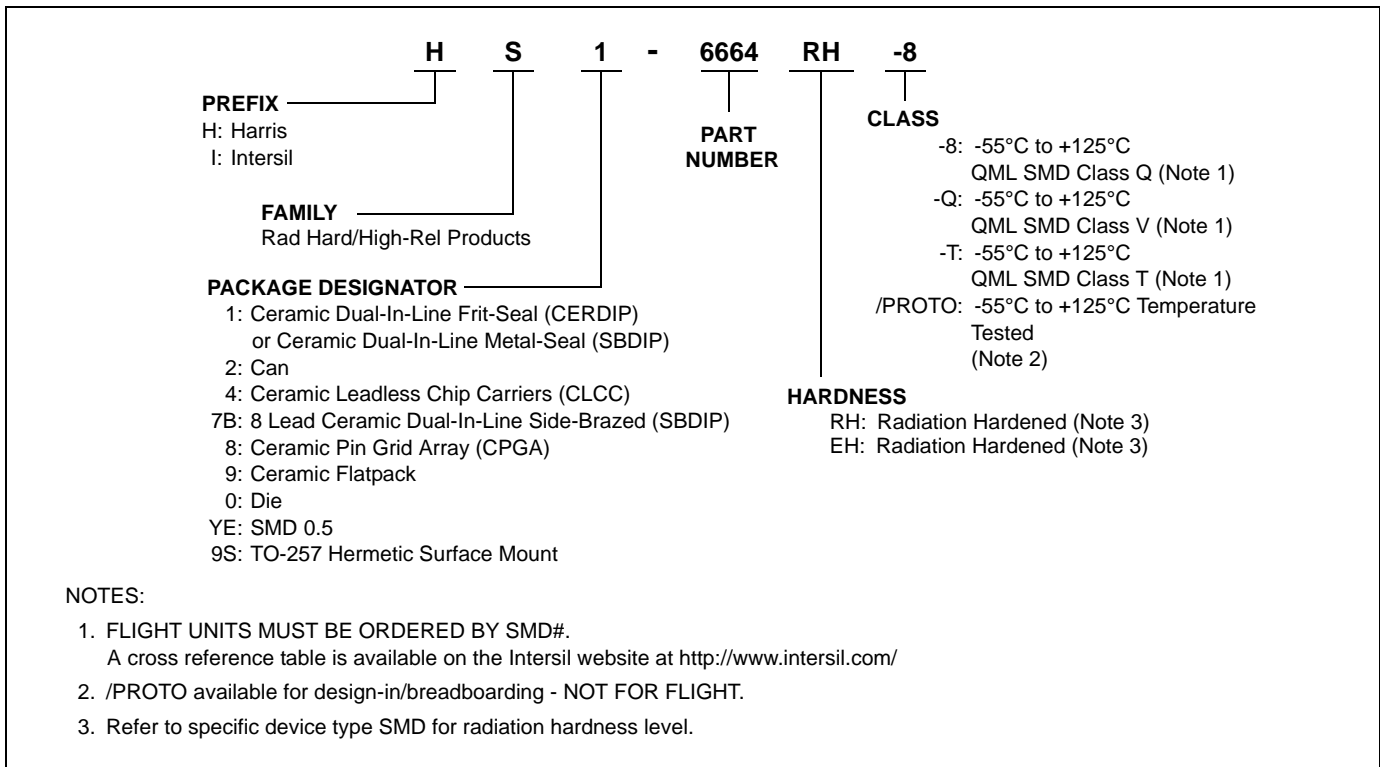 H S 1 - 6664 RH -8
PREFIX
H: Harris
I: Intersil
FAMILY
Rad Hard/High-Rel Products
PACKAGE DESIGNATOR
1: Ceramic Dual-In-Line Frit-Seal (CERDIP)
or Ceramic Dual-In-Line Metal-Seal (SBDIP)
2: Can
4: Ceramic Leadless Chip Carriers (CLCC)
7B: 8 Lead Ceramic Dual-In-Line Side-Brazed (SBDIP)
8: Ceramic Pin Grid Array (CPGA)
9: Ceramic Flatpack
0: Die
YE: SMD 0.5
9S: TO-257 Hermetic Surface Mount
PART
NUMBER
CLASS
-8: -55°C to +125°C
QML SMD Class Q (Note 1)
-Q: -55°C to +125°C
QML SMD Class V (Note 1)
-T: -55°C to +125°C
QML SMD Class T (Note 1)
/PROTO: -55°C to +125°C Temperature
Tested
(Note 2)
HARDNESS
RH: Radiation Hardened (Note 3)
EH: Radiation Hardened (Note 3)
NOTES:
1. FLIGHT UNITS MUST BE ORDERED BY SMD#.
A cross reference table is available on the Intersil website at http://www.intersil.com/
2. /PROTO available for design-in/breadboarding - NOT FOR FLIGHT.
3. Refer to specific device type SMD for radiation hardness level.